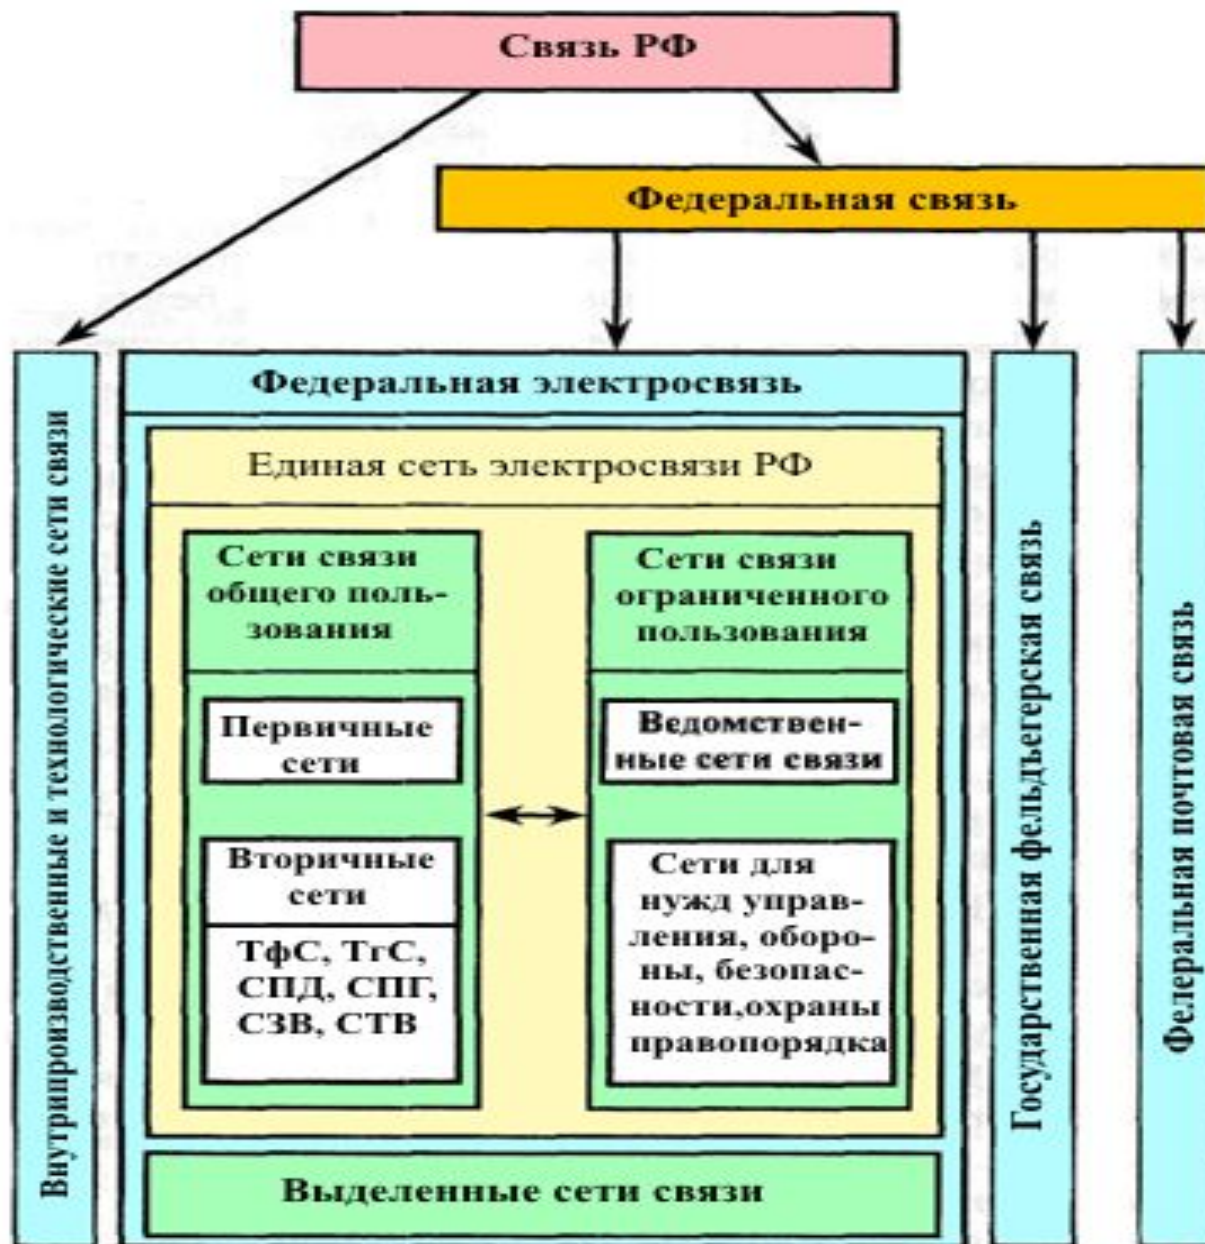 Связь РФ
Федеральная связь
Внутрипроизводственные и технологические сети связи
Федеральная электросвязь
Единая сеть электросвязи РФ
Сети связи
общего поль-
зования
Первичные
сети
Вторичные
сети
ТфС, ТгС,
СПД, СПГ,
СЗВ, СТВ
Сети связи
ограниченного
пользования
Ведомствен-
ные сети связи
Сети для
нужд управ-
ления, оборо-
ны, безопас-
ности,охраны
правопорядка
Выделенные сети связи
Государственная фельдъегерская связь
Фелеральная почтовая связь